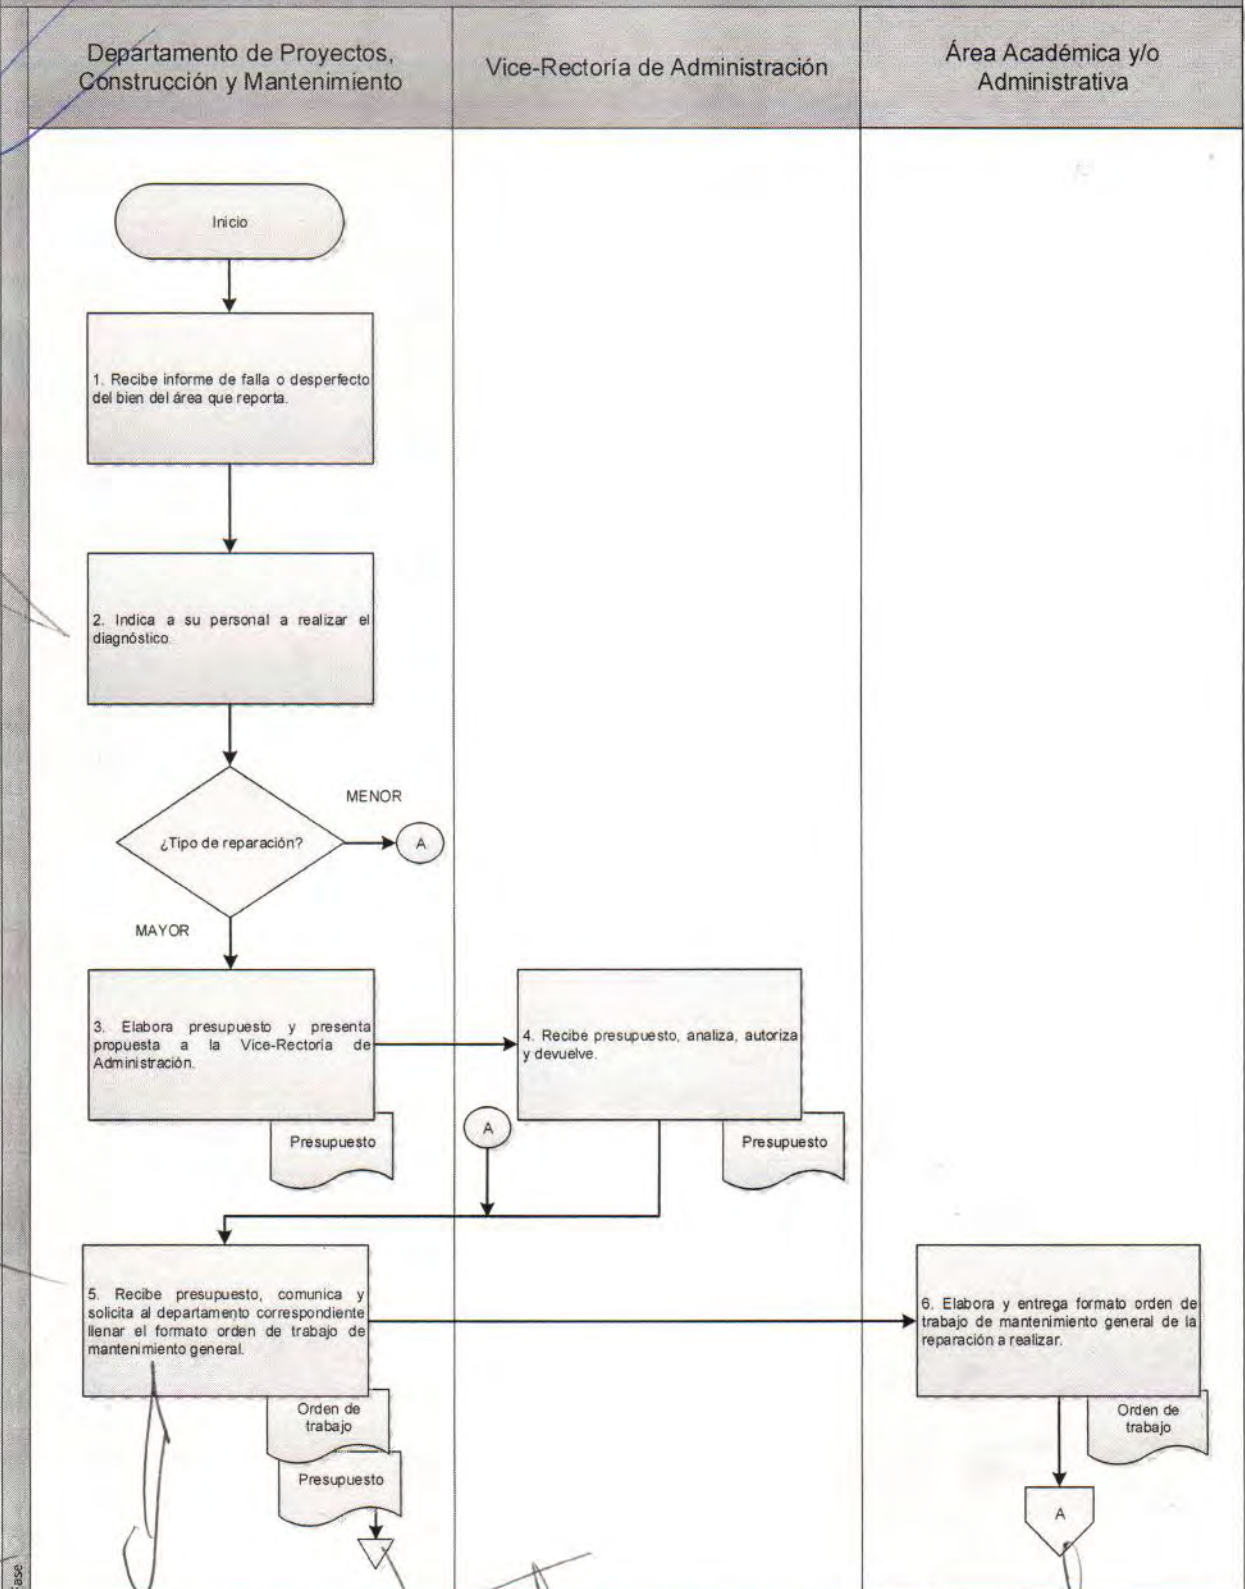 Departamento de Proyectos,
Construcción y Mantenimiento
Vice-Rectoría de Administración
Área Académica y/o
Administrativa
Inicio
1. Recibe informe de falla o desperfecto
del bien del área que reporta.
2. Indica a su personal a realizar el
diagnóstico.
¿Tipo de reparación?
MENOR
A
MAYOR
3. Elabora presupuesto y presenta
propuesta a la Vice-Rectoría de
Administración.
Presupuesto
4. Recibe presupuesto, analiza, autoriza
y devuelve.
Presupuesto
A
5. Recibe presupuesto, comunica y
solicita al departamento correspondiente
llenar el formato orden de trabajo de
mantenimiento general.
Orden de
trabajo
Presupuesto
6. Elabora y entrega formato orden de
trabajo de mantenimiento general de la
reparación a realizar.
Orden de
trabajo
A